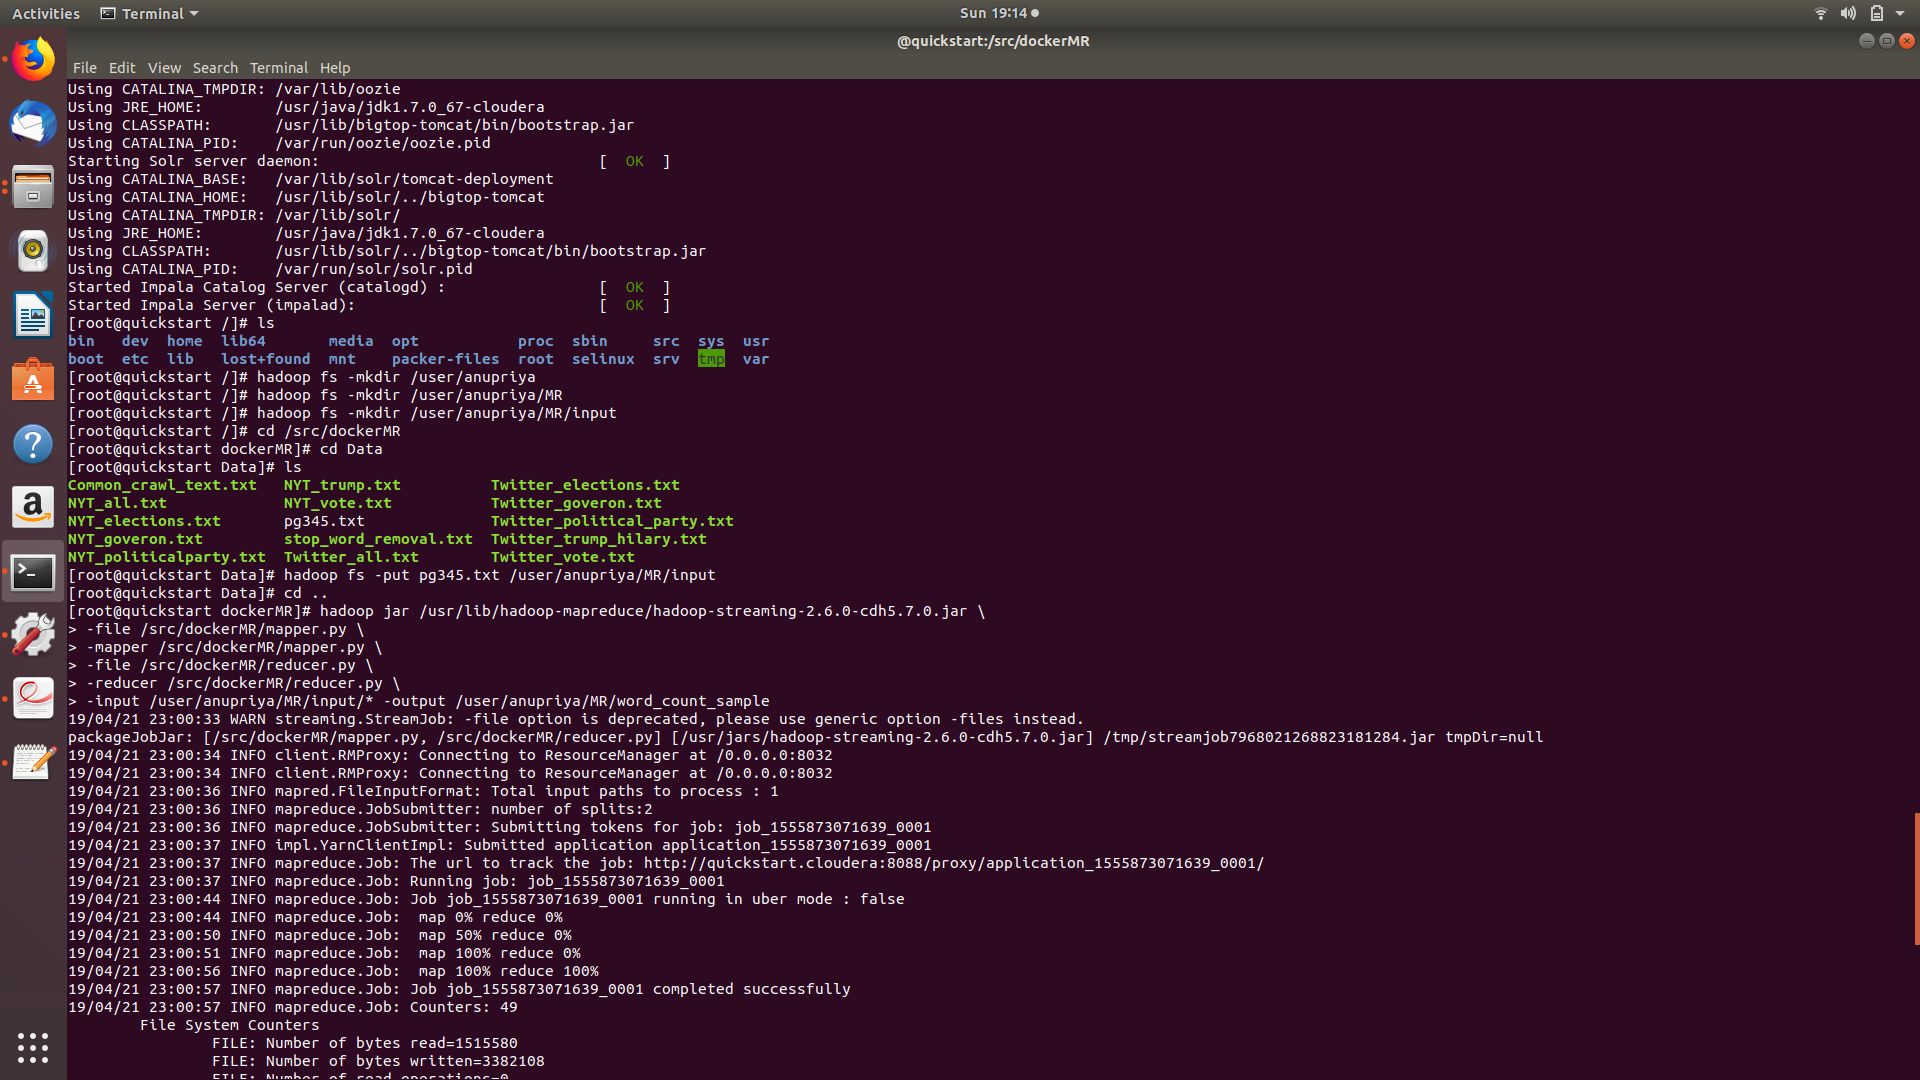 Activities Terminal Sun 19:14
@quickstart:/src/dockerMR
File Edit View Search Terminal Help
Using CATALINA_TMPDIR: /var/lib/oozie
Using JRE_HOME:        /usr/java/jdk1.7.0_67-cloudera
Using CLASSPATH:       /usr/lib/bigtop-tomcat/bin/bootstrap.jar
Using CATALINA_PID:    /var/run/oozie/oozie.pid
Starting Solr server daemon:                               [  OK  ]
Using CATALINA_BASE:   /var/lib/solr/tomcat-deployment
Using CATALINA_HOME:   /var/lib/solr/../bigtop-tomcat
Using CATALINA_TMPDIR: /var/lib/solr/
Using JRE_HOME:        /usr/java/jdk1.7.0_67-cloudera
Using CLASSPATH:       /usr/lib/solr/../bigtop-tomcat/bin/bootstrap.jar
Using CATALINA_PID:    /var/run/solr/solr.pid
Started Impala Catalog Server (catalogd) :                 [  OK  ]
Started Impala Server (impalad):                           [  OK  ]
[root@quickstart /]# ls
bin   dev  home  lib64       media  opt           proc  sbin     src  sys  usr
boot  etc  lib   lost+found  mnt    packer-files  root  selinux  srv  tmp  var
[root@quickstart /]# hadoop fs -mkdir /user/anupriya
[root@quickstart /]# hadoop fs -mkdir /user/anupriya/MR
[root@quickstart /]# hadoop fs -mkdir /user/anupriya/MR/input
[root@quickstart /]# cd /src/dockerMR
[root@quickstart dockerMR]# cd Data
[root@quickstart Data]# ls
Common_crawl_text.txt   NYT_trump.txt          Twitter_elections.txt
NYT_all.txt             NYT_vote.txt           Twitter_goveron.txt
NYT_elections.txt       pg345.txt              Twitter_political_party.txt
NYT_goveron.txt         stop_word_removal.txt  Twitter_trump_hilary.txt
NYT_politicalparty.txt  Twitter_all.txt        Twitter_vote.txt
[root@quickstart Data]# hadoop fs -put pg345.txt /user/anupriya/MR/input
[root@quickstart Data]# cd ..
[root@quickstart dockerMR]# hadoop jar /usr/lib/hadoop-mapreduce/hadoop-streaming-2.6.0-cdh5.7.0.jar \
> -file /src/dockerMR/mapper.py \
> -mapper /src/dockerMR/mapper.py \
> -file /src/dockerMR/reducer.py \
> -reducer /src/dockerMR/reducer.py \
> -input /user/anupriya/MR/input/* -output /user/anupriya/MR/word_count_sample
19/04/21 23:00:33 WARN streaming.StreamJob: -file option is deprecated, please use generic option -files instead.
packageJobJar: [/src/dockerMR/mapper.py, /src/dockerMR/reducer.py] [/usr/jars/hadoop-streaming-2.6.0-cdh5.7.0.jar] /tmp/streamjob7968021268823181284.jar tmpDir=null
19/04/21 23:00:34 INFO client.RMProxy: Connecting to ResourceManager at /0.0.0.0:8032
19/04/21 23:00:34 INFO client.RMProxy: Connecting to ResourceManager at /0.0.0.0:8032
19/04/21 23:00:36 INFO mapred.FileInputFormat: Total input paths to process : 1
19/04/21 23:00:36 INFO mapreduce.JobSubmitter: number of splits:2
19/04/21 23:00:36 INFO mapreduce.JobSubmitter: Submitting tokens for job: job_1555873071639_0001
19/04/21 23:00:37 INFO impl.YarnClientImpl: Submitted application application_1555873071639_0001
19/04/21 23:00:37 INFO mapreduce.Job: The url to track the job: http://quickstart.cloudera:8088/proxy/application_1555873071639_0001/
19/04/21 23:00:37 INFO mapreduce.Job: Running job: job_1555873071639_0001
19/04/21 23:00:44 INFO mapreduce.Job: Job job_1555873071639_0001 running in uber mode : false
19/04/21 23:00:44 INFO mapreduce.Job:  map 0% reduce 0%
19/04/21 23:00:50 INFO mapreduce.Job:  map 50% reduce 0%
19/04/21 23:00:51 INFO mapreduce.Job:  map 100% reduce 0%
19/04/21 23:00:56 INFO mapreduce.Job:  map 100% reduce 100%
19/04/21 23:00:57 INFO mapreduce.Job: Job job_1555873071639_0001 completed successfully
19/04/21 23:00:57 INFO mapreduce.Job: Counters: 49
        File System Counters
                FILE: Number of bytes read=1515580
                FILE: Number of bytes written=3382108
                FILE: Number of read operations=0